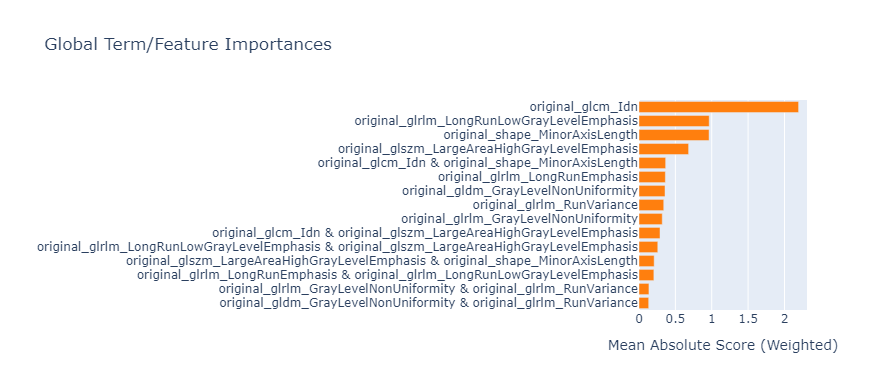 Global Term/Feature Importances
original_glcm_Idn
original_glrlm_LongRunLowGrayLevelEmphasis
original_shape_MinorAxisLength
original_glszm_LargeAreaHighGrayLevelEmphasis
original_glcm_Idn & original_shape_MinorAxisLength
original_glrlm_LongRunEmphasis
original_gldm_GrayLevelNonUniformity
original_glrlm_RunVariance
original_glrlm_GrayLevelNonUniformity
original_glcm_Idn & original_glszm_LargeAreaHighGrayLevelEmphasis
original_glrlm_LongRunLowGrayLevelEmphasis & original_glszm_LargeAreaHighGrayLevelEmphasis
original_glszm_LargeAreaHighGrayLevelEmphasis & original_shape_MinorAxisLength
original_glrlm_LongRunEmphasis & original_glrlm_LongRunLowGrayLevelEmphasis
original_glrlm_GrayLevelNonUniformity & original_glrlm_RunVariance
original_gldm_GrayLevelNonUniformity & original_glrlm_RunVariance
0 0.5 1 1.5 2
Mean Absolute Score (Weighted)